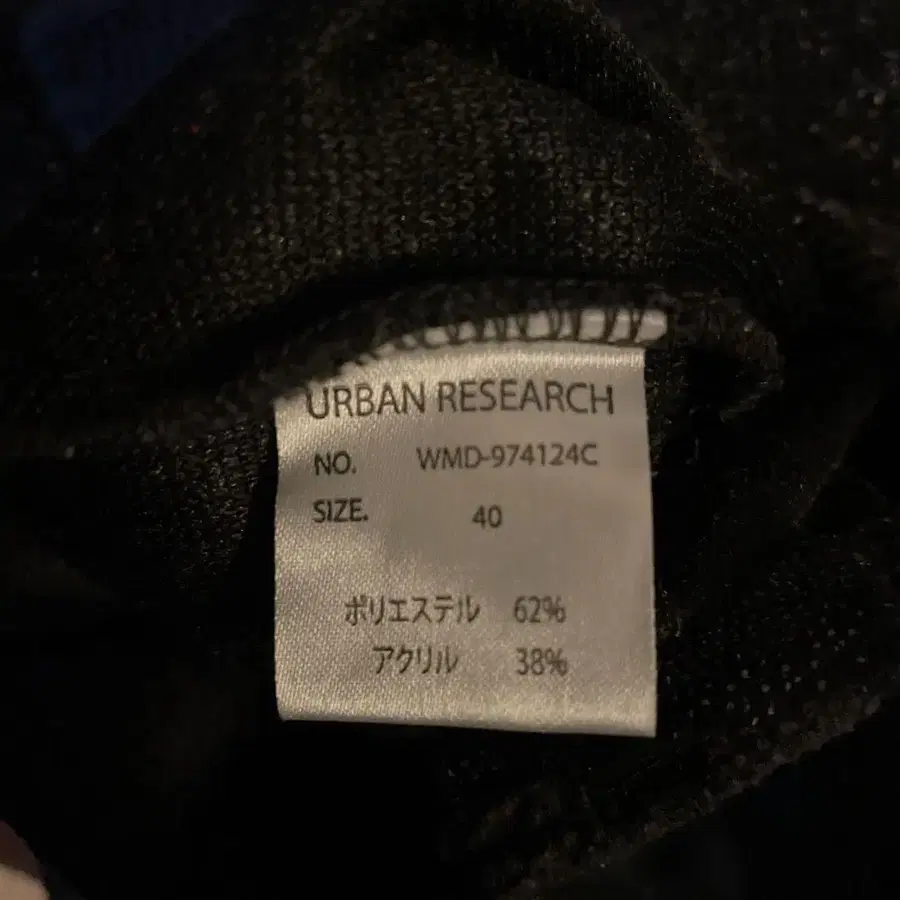 URBAN RESEARCH
NO. WMD-974124C
SIZE. 40
ポリエステル 62%
アクリル 38%